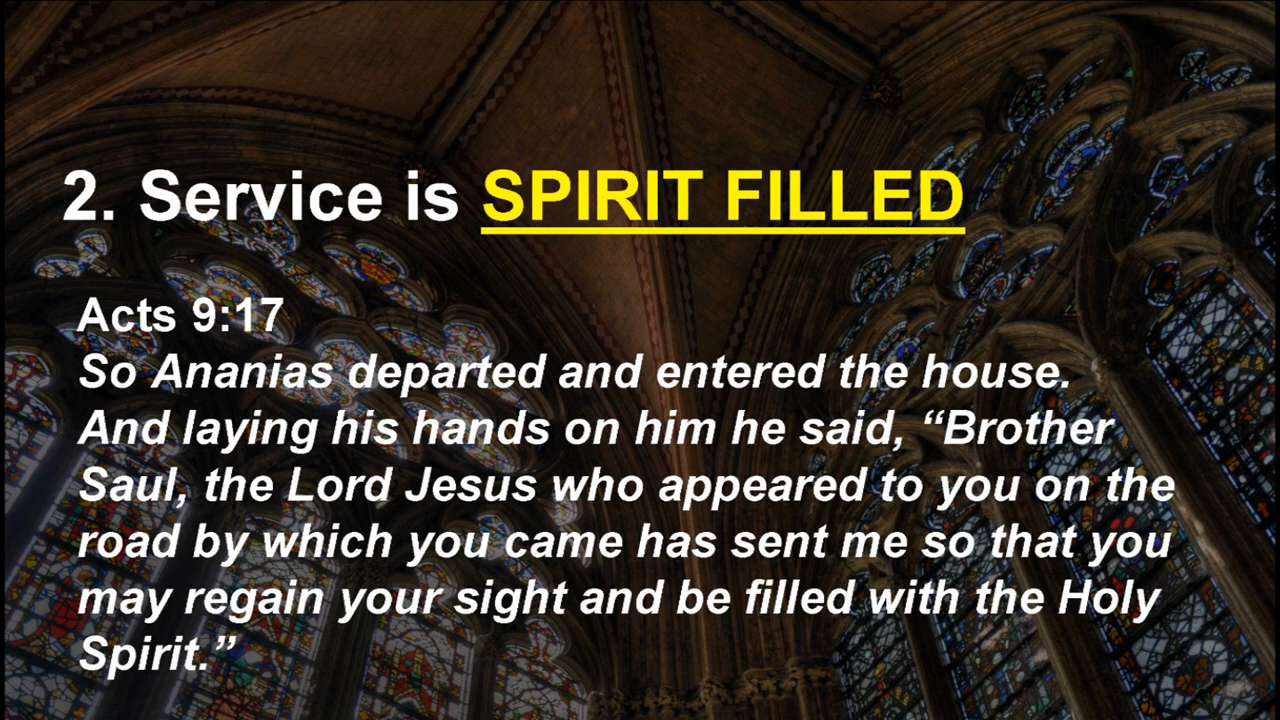 2. Service is SPIRIT FILLED
Acts 9:17
So Ananias departed and entered the house.
And laying his hands on him he said, “Brother
Saul, the Lord Jesus who appeared to you on the
road by which you came has sent me so that you
may regain your sight and be filled with the Holy
Spirit.”